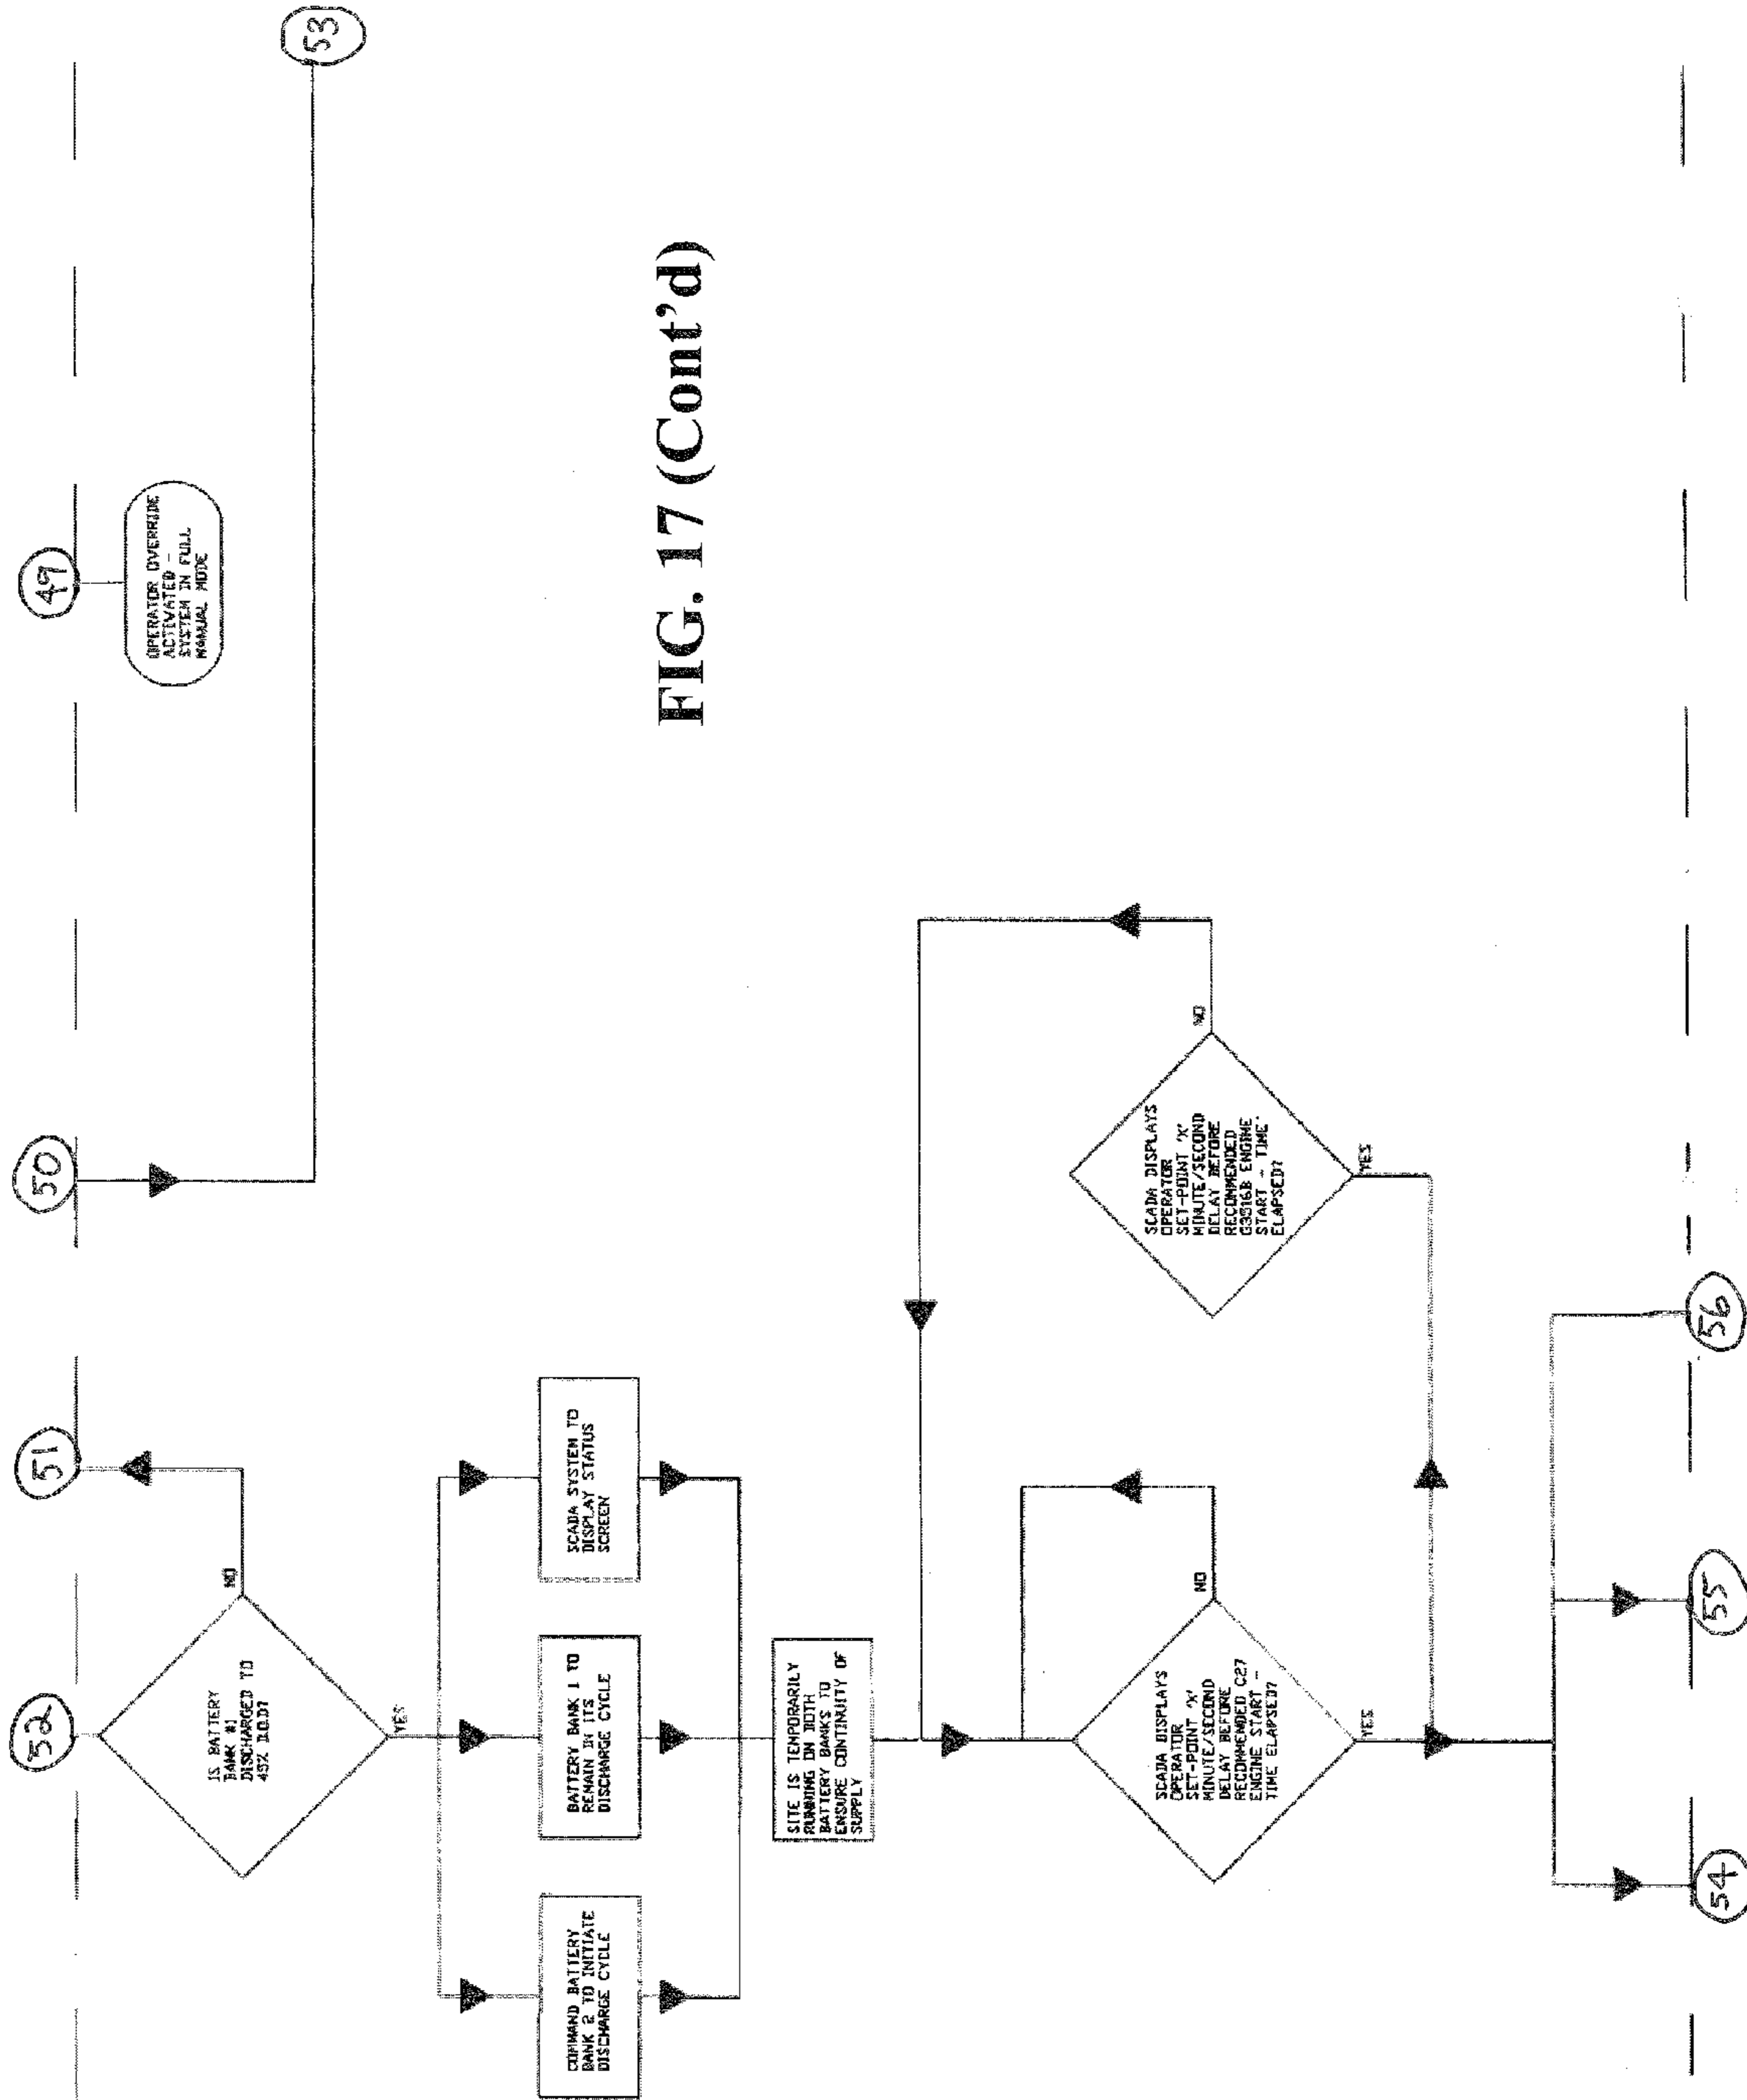 52
51
50
49
OPERATOR OVERRIDE
ACTIVATED -
SYSTEM IN FULL
MANUAL MODE
53
IS BATTERY
BANK #1
DISCHARGED TO
45% D.O.D?
NO
YES
COMMAND BATTERY
BANK 2 TO INITIATE
DISCHARGE CYCLE
BATTERY BANK 1 TO
REMAIN IN ITS
DISCHARGE CYCLE
SCADA SYSTEM TO
DISPLAY STATUS
SCREEN
FIG. 17 (Cont'd)
SITE IS TEMPORARILY
RUNNING ON BOTH
BATTERY BANKS TO
ENSURE CONTINUITY OF
SUPPLY
SCADA DISPLAYS
OPERATOR
SET-POINT 'X'
MINUTE/SECOND
DELAY BEFORE
RECOMMENDED C27
ENGINE START -
TIME ELAPSED?
NO
YES
SCADA DISPLAYS
OPERATOR
SET-POINT 'X'
MINUTE/SECOND
DELAY BEFORE
RECOMMENDED
G3516B ENGINE
START - TIME
ELAPSED?
NO
YES
54
55
56